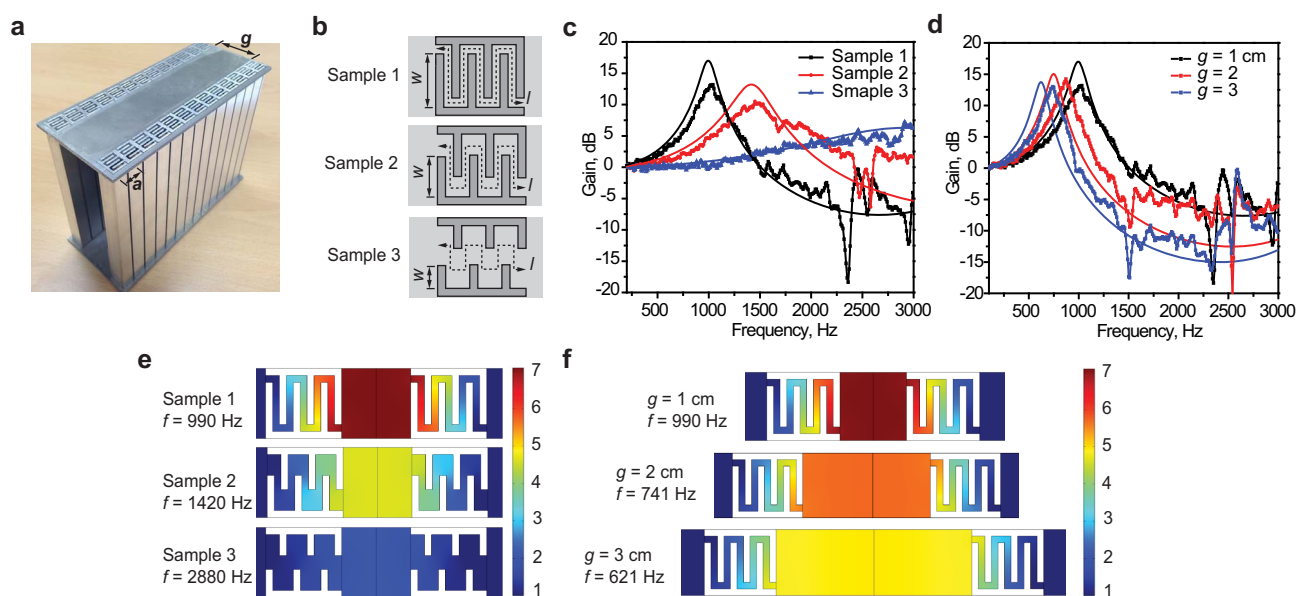 a
g
a
b
Sample 1
w
l
Sample 2
w
l
Sample 3
w
l
c
20
15
10
5
0
-5
-10
-15
-20
Gain, dB
500 1000 1500 2000 2500 3000
Frequency, Hz
Sample 1
Sample 2
Smaple 3
d
20
15
10
5
0
-5
-10
-15
-20
Gain, dB
500 1000 1500 2000 2500 3000
Frequency, Hz
g = 1 cm
g = 2
g = 3
e
Sample 1
f = 990 Hz
Sample 2
f = 1420 Hz
Sample 3
f = 2880 Hz
7
6
5
4
3
2
1
f
g = 1 cm
f = 990 Hz
g = 2 cm
f = 741 Hz
g = 3 cm
f = 621 Hz
7
6
5
4
3
2
1